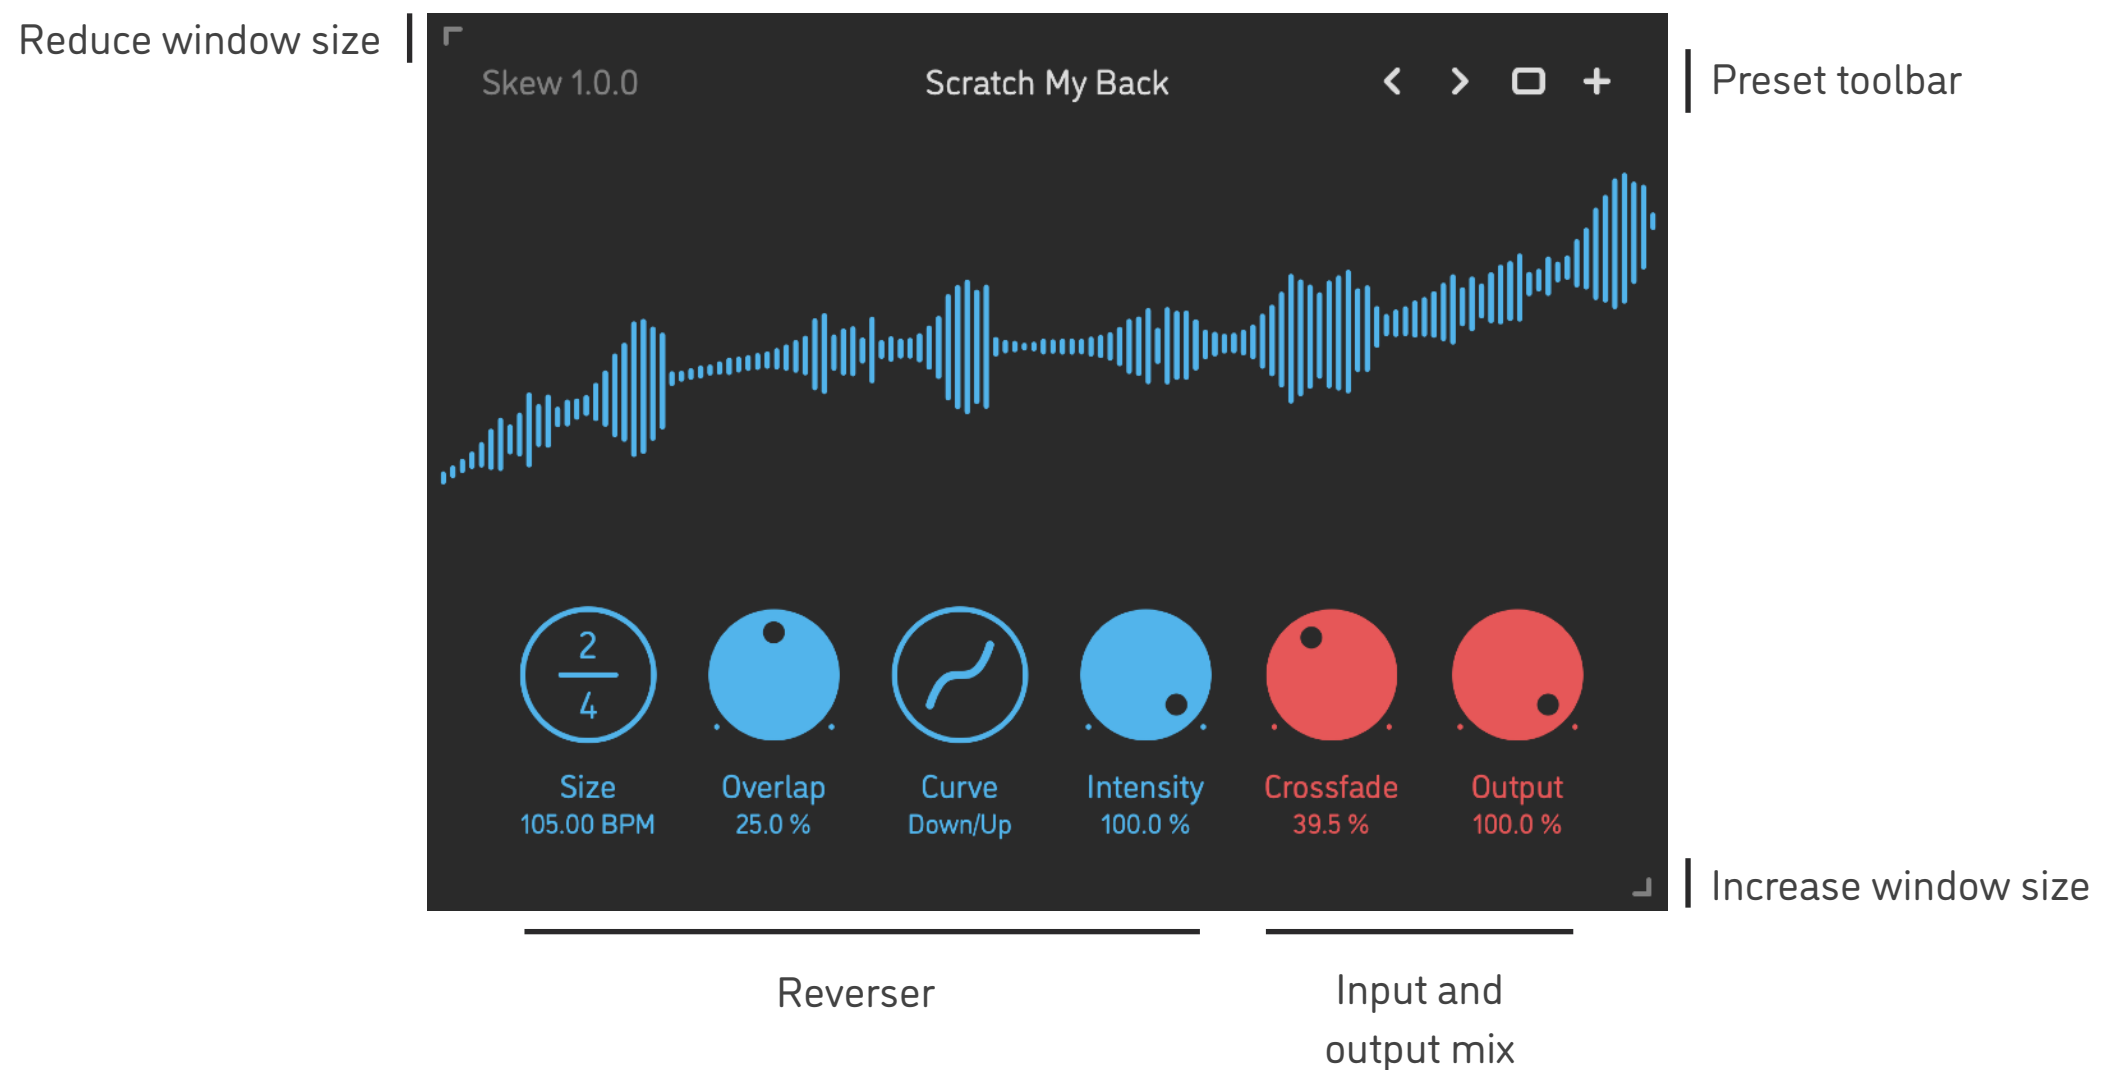 Reduce window size
Skew 1.0.0
Scratch My Back
Preset toolbar
2
4
Size
105.00 BPM
Overlap
25.0 %
Curve
Down/Up
Intensity
100.0 %
Crossfade
39.5 %
Output
100.0 %
Increase window size
Reverser
Input and
output mix